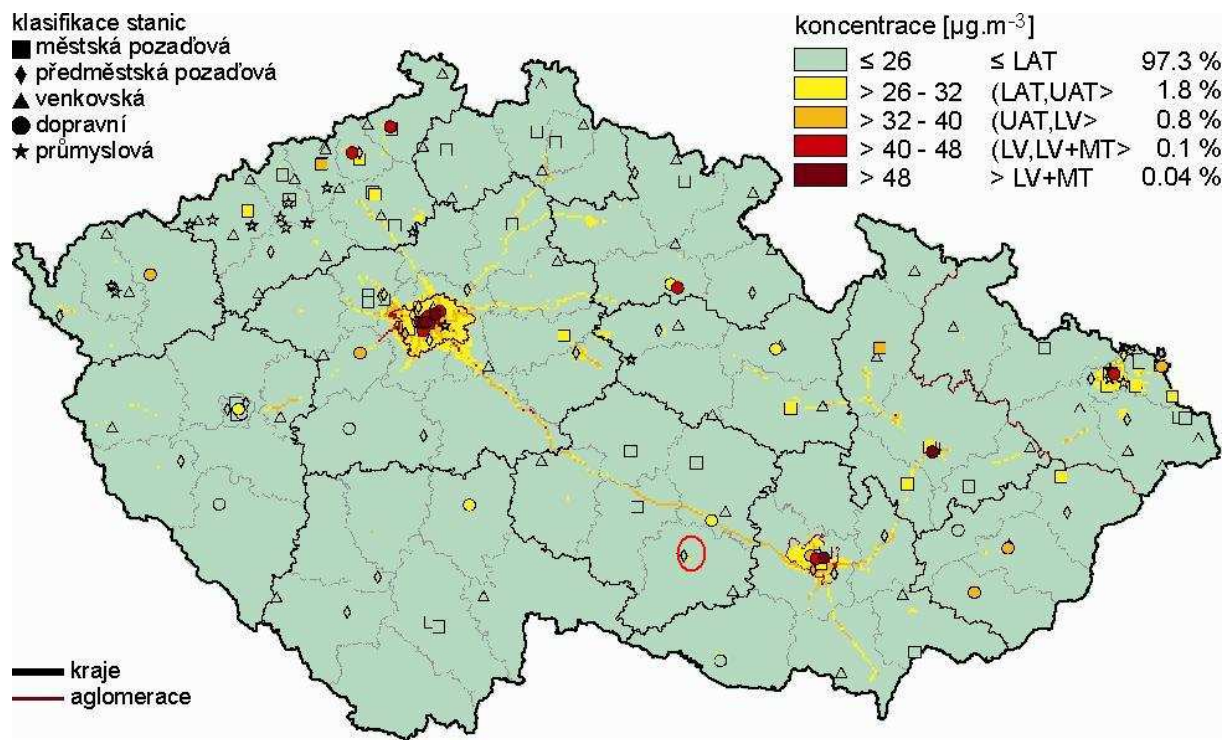 klasifikace stanic
městská pozaďová
předměstská pozaďová
venkovská
dopravní
průmyslová
koncentrace [µg.m⁻³]
≤ 26 ≤ LAT 97.3 %
> 26 - 32 (LAT,UAT> 1.8 %
> 32 - 40 (UAT,LV> 0.8 %
> 40 - 48 (LV,LV+MT> 0.1 %
> 48 > LV+MT 0.04 %
kraje
aglomerace